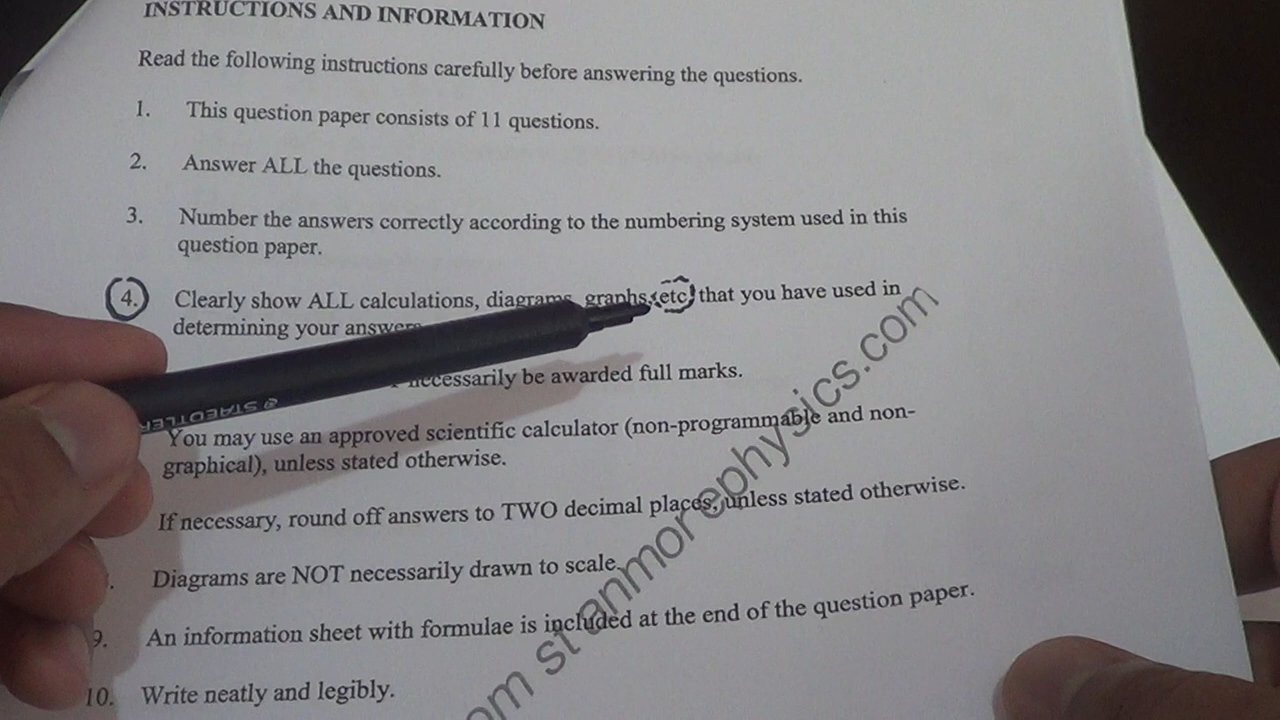 INSTRUCTIONS AND INFORMATION
Read the following instructions carefully before answering the questions.
1. This question paper consists of 11 questions.
2. Answer ALL the questions.
3. Number the answers correctly according to the numbering system used in this
question paper.
4. Clearly show ALL calculations, diagrams, graphs, etc. that you have used in
determining your answers
necessarily be awarded full marks.
You may use an approved scientific calculator (non-programmable and non-
graphical), unless stated otherwise.
If necessary, round off answers to TWO decimal places, unless stated otherwise.
Diagrams are NOT necessarily drawn to scale.
9. An information sheet with formulae is included at the end of the question paper.
10. Write neatly and legibly.
om stanmorephysics.com
STAEDTLER